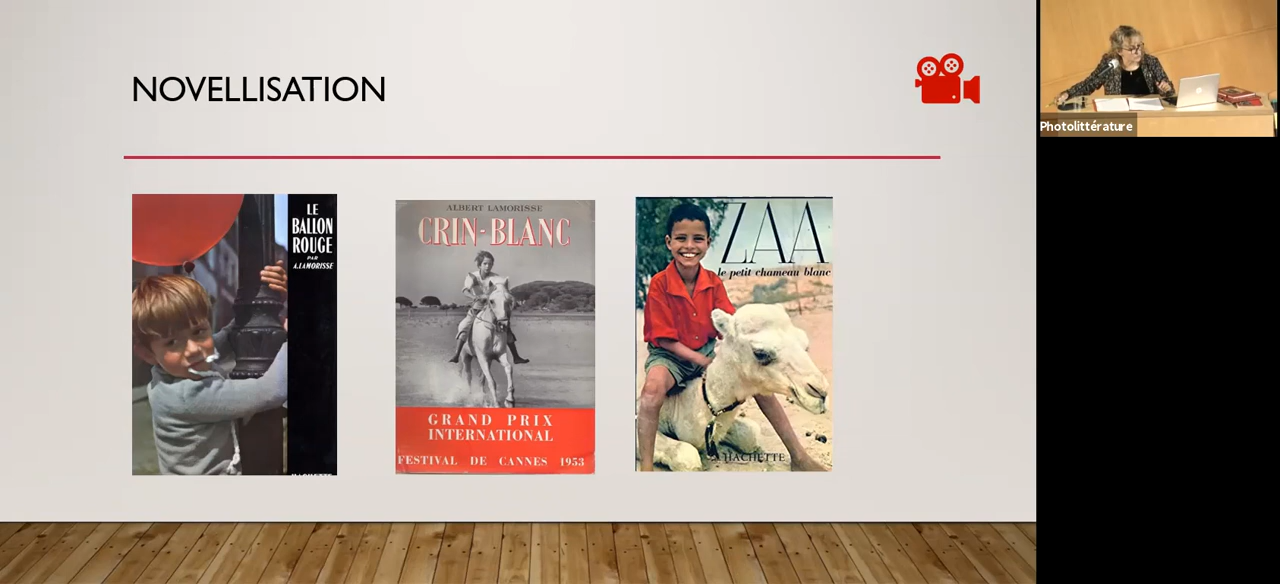 NOVELLISATION
LE
BALLON
ROUGE
PAR
A.LAMORISSE
HACHETTE
ALBERT LAMORISSE
CRIN-BLANC
GRAND PRIX
INTERNATIONAL
FESTIVAL DE CANNES 1953
ZAA
le petit chameau blanc
HACHETTE
Photolittérature